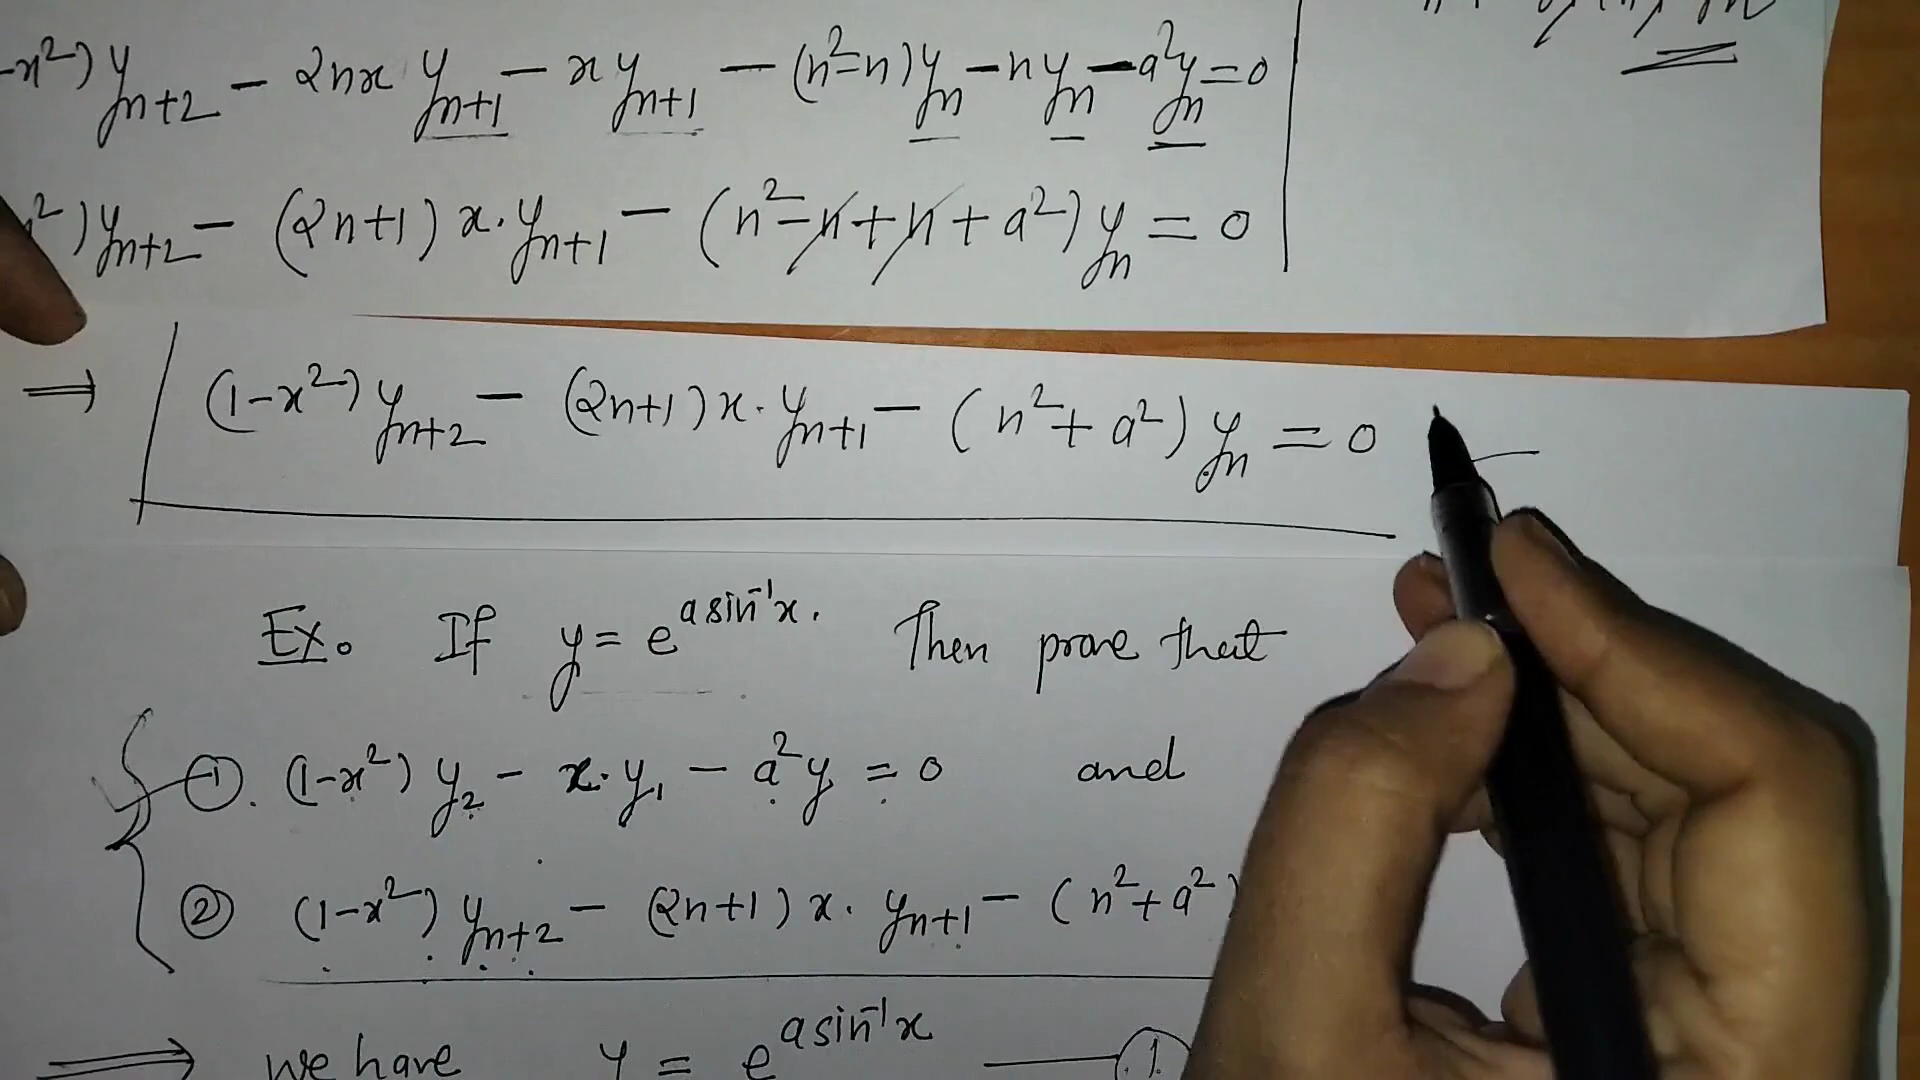 -x²) yₙ₊₂ - 2nx yₙ₊₁ - x yₙ₊₁ - (n²-n)yₙ - nyₙ - a²yₙ = 0
²)yₙ₊₂ - (2n+1) x. yₙ₊₁ - (n²-n+n+a²) yₙ = 0
⇒ (1-x²) yₙ₊₂ - (2n+1) x. yₙ₊₁ - (n²+a²) yₙ = 0
Ex. If y = e^{a sin⁻¹x}. Then prove that
①. (1-x²) y₂ - x. y₁ - a²y = 0 and
② (1-x²) yₙ₊₂ - (2n+1) x. yₙ₊₁ - (n²+a²)
⇒ we have y = e^{a sin⁻¹x} — ①